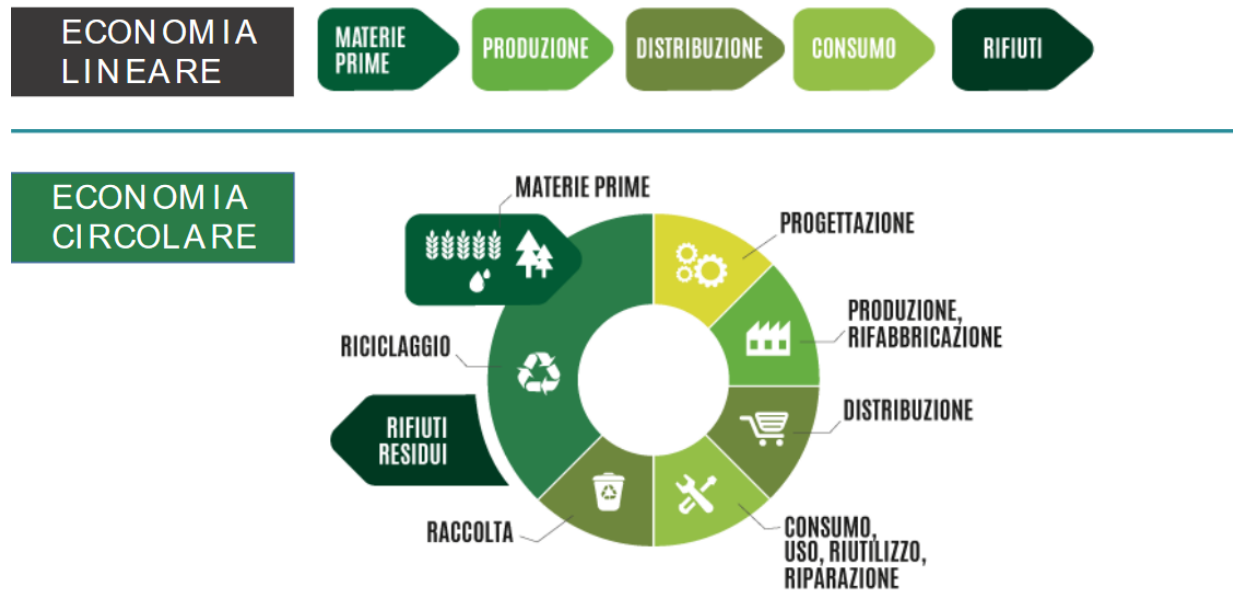 ECONOMIA
LINEARE
MATERIE
PRIME
PRODUZIONE
DISTRIBUZIONE
CONSUMO
RIFIUTI
ECONOMIA
CIRCOLARE
MATERIE PRIME
PROGETTAZIONE
PRODUZIONE,
RIFABBRICAZIONE
RICICLAGGIO
DISTRIBUZIONE
RIFIUTI
RESIDUI
RACCOLTA
CONSUMO,
USO, RIUTILIZZO,
RIPARAZIONE